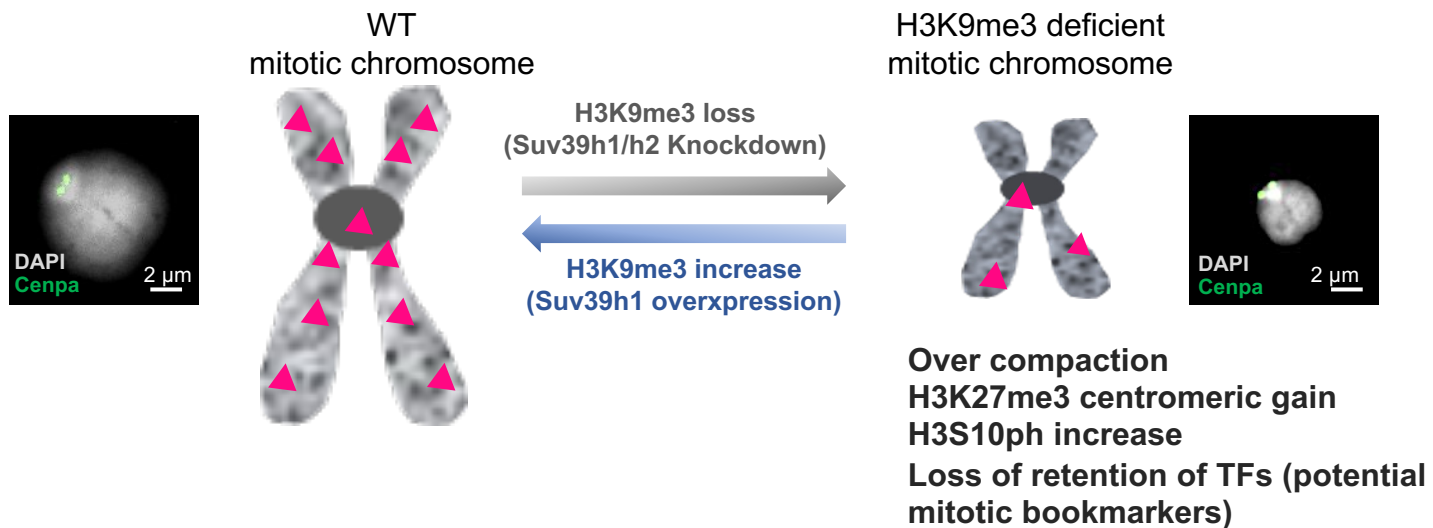 WT
mitotic chromosome
H3K9me3 deficient
mitotic chromosome
H3K9me3 loss
(Suv39h1/h2 Knockdown)
H3K9me3 increase
(Suv39h1 overxpression)
DAPI
Cenpa
2 µm
DAPI
Cenpa
2 µm
Over compaction
H3K27me3 centromeric gain
H3S10ph increase
Loss of retention of TFs (potential
mitotic bookmarkers)